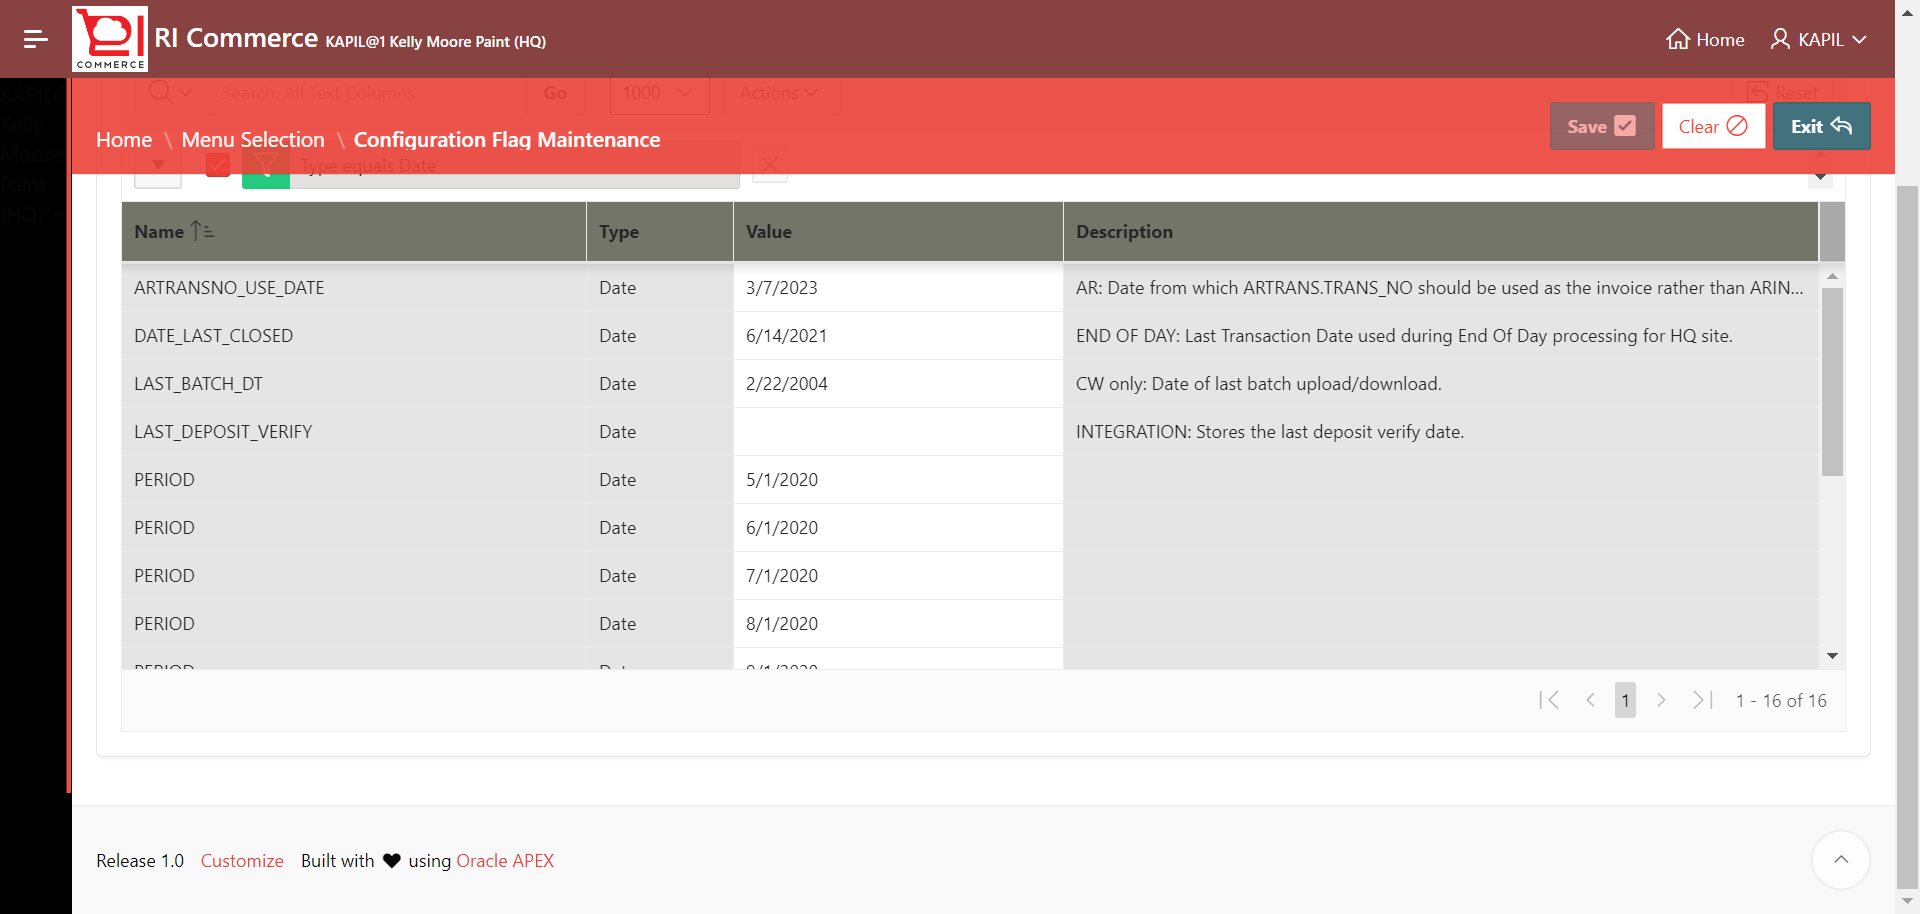 RI Commerce KAPIL@1 Kelly Moore Paint (HQ)
COMMERCE
Home
KAPIL
KAPIL@
Kelly
Moore
Paint
(HQ)" >
Search: All Text Columns
Go
1000
Actions
Reset
Home \ Menu Selection \ Configuration Flag Maintenance
Save
Clear
Exit
Type equals Date
Name Type Value Description
ARTRANSNO_USE_DATE Date 3/7/2023 AR: Date from which ARTRANS.TRANS_NO should be used as the invoice rather than ARIN...
DATE_LAST_CLOSED Date 6/14/2021 END OF DAY: Last Transaction Date used during End Of Day processing for HQ site.
LAST_BATCH_DT Date 2/22/2004 CW only: Date of last batch upload/download.
LAST_DEPOSIT_VERIFY Date INTEGRATION: Stores the last deposit verify date.
PERIOD Date 5/1/2020
PERIOD Date 6/1/2020
PERIOD Date 7/1/2020
PERIOD Date 8/1/2020
PERIOD Date 9/1/2020
1 1 - 16 of 16
Release 1.0 Customize Built with ♥ using Oracle APEX